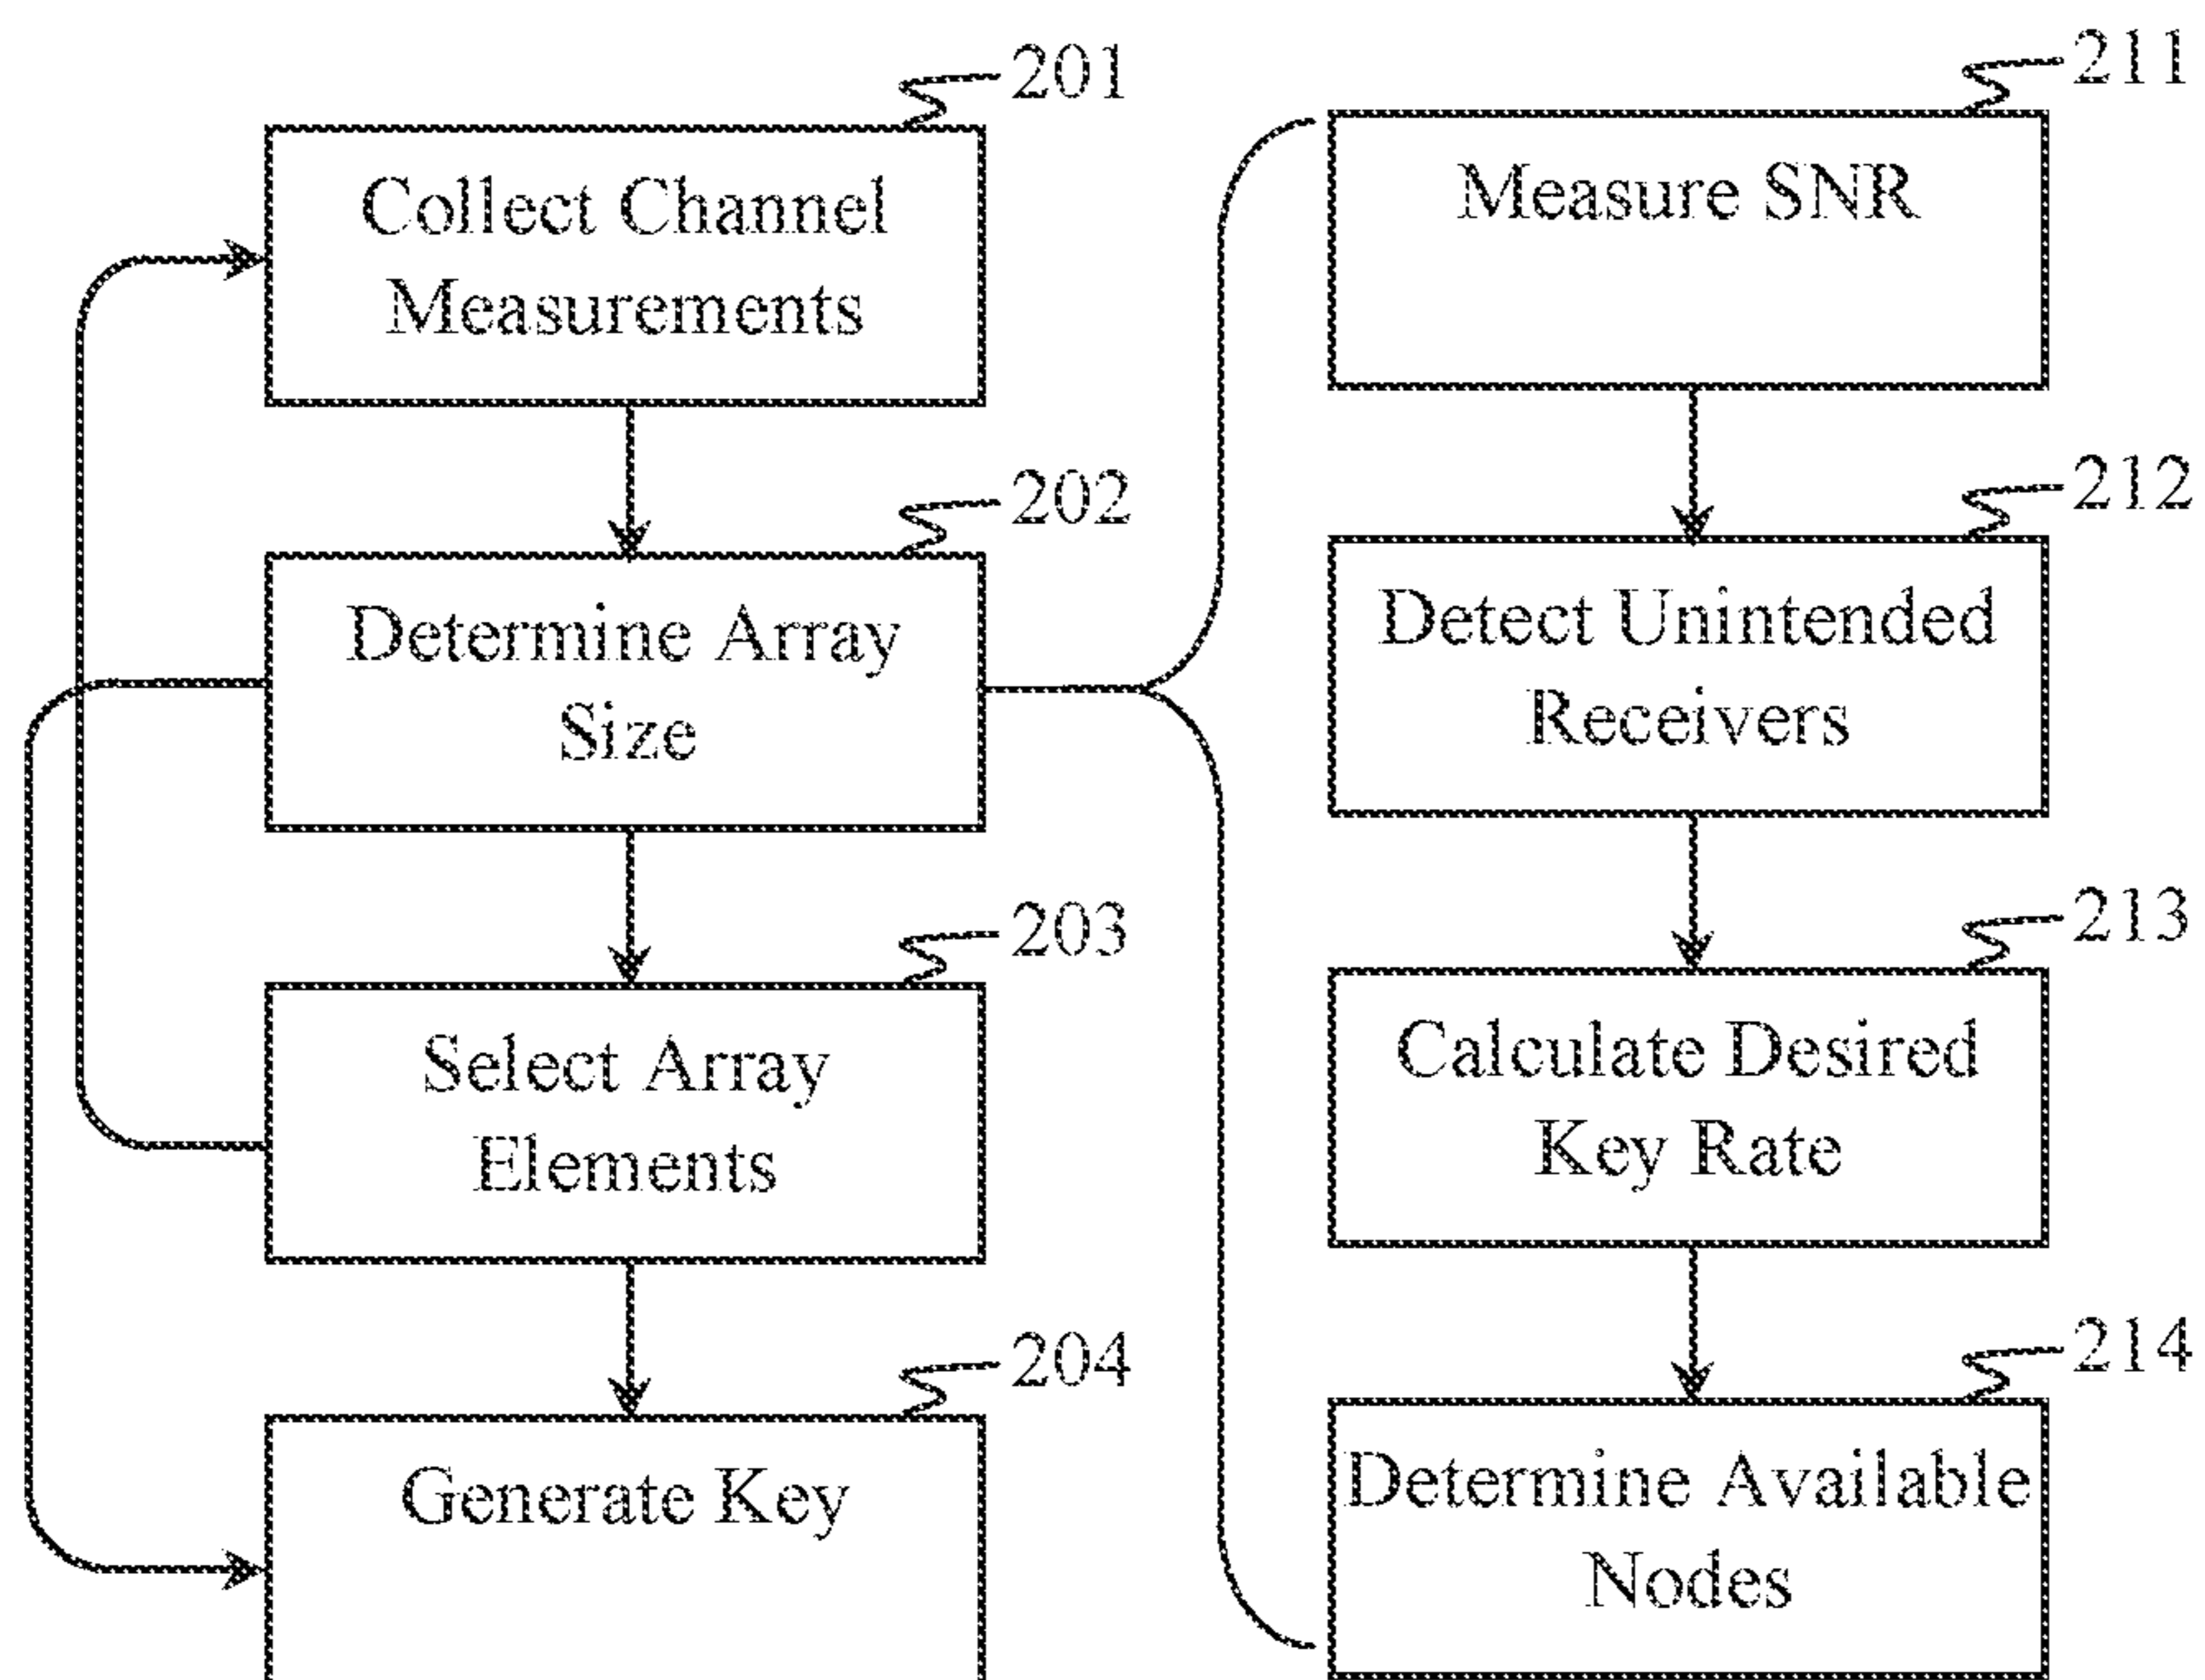 201
Collect Channel
Measurements
202
Determine Array
Size
203
Select Array
Elements
204
Generate Key
211
Measure SNR
212
Detect Unintended
Receivers
213
Calculate Desired
Key Rate
214
Determine Available
Nodes